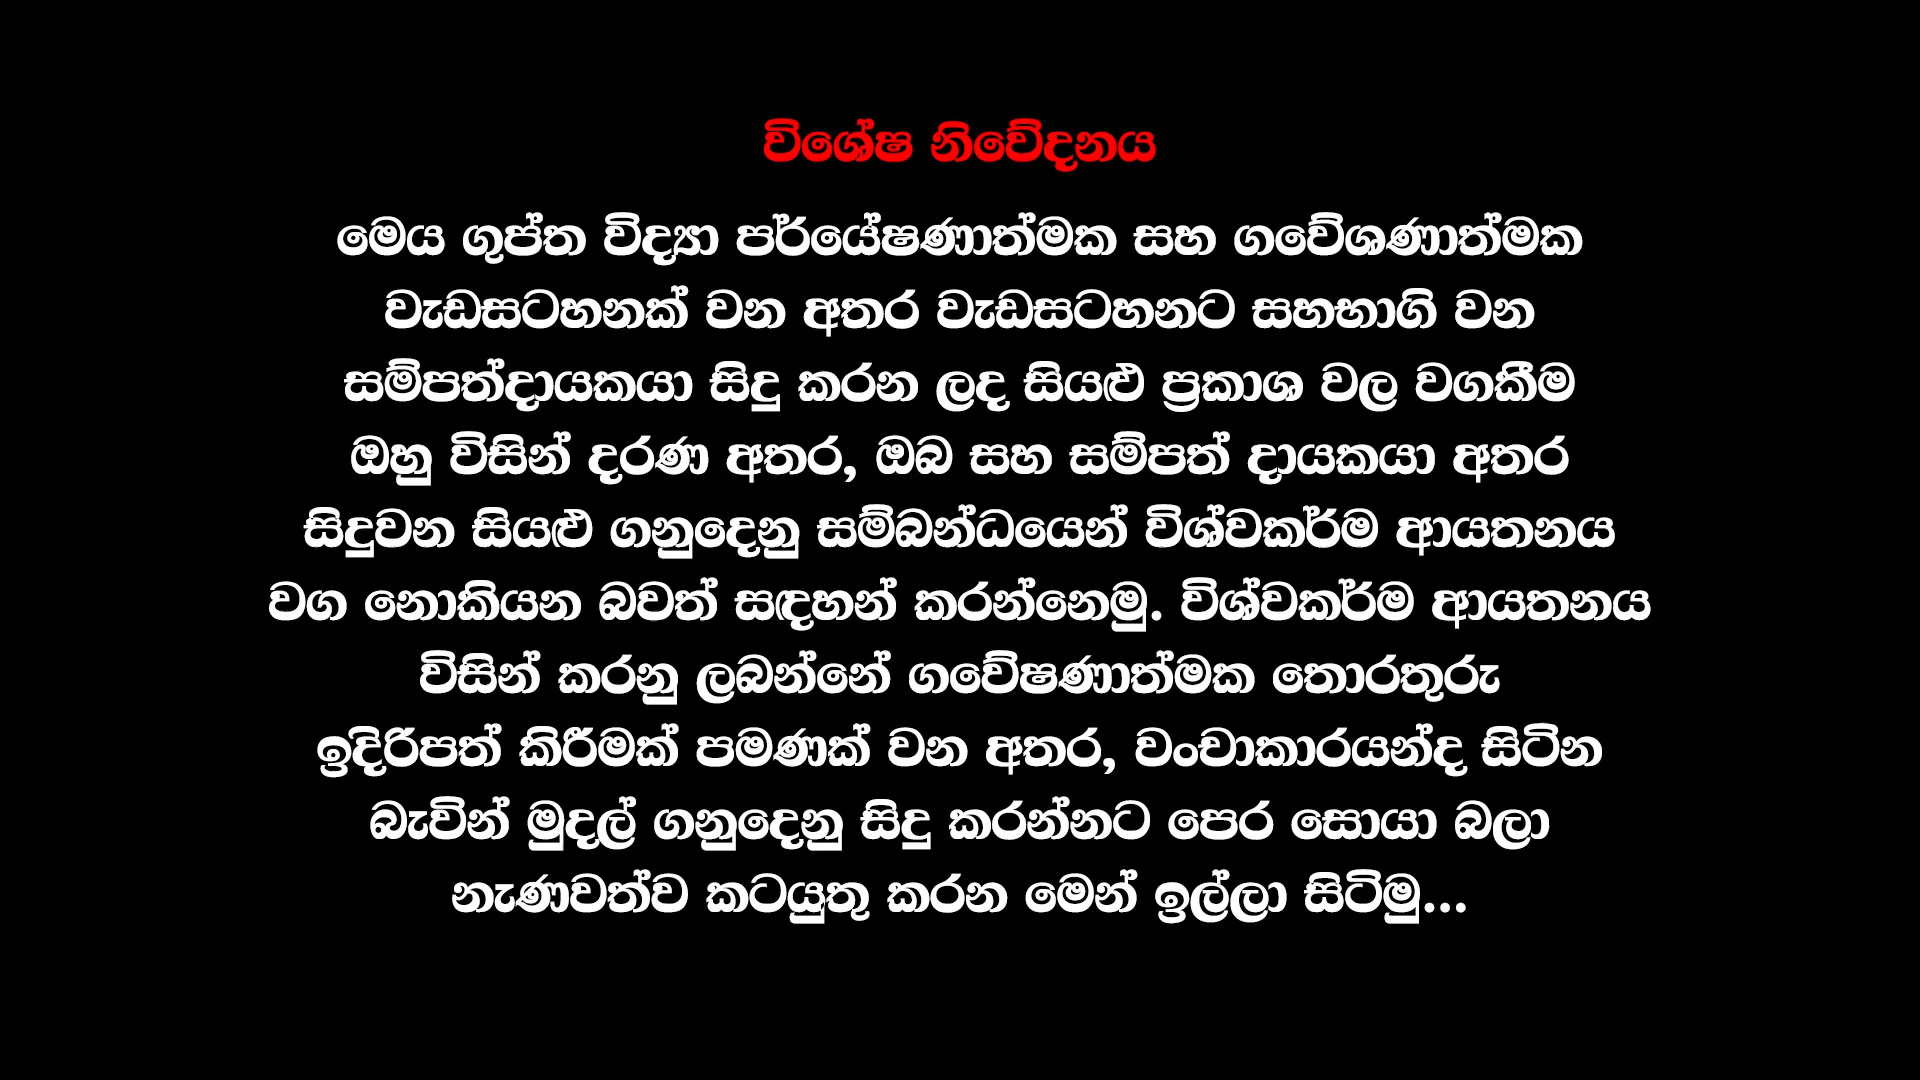 විශේෂ නිවේදනය
මෙය ගුප්ත විද්‍යා පර්යේෂණාත්මක සහ ගවේශණාත්මක
වැඩසටහනක් වන අතර වැඩසටහනට සහභාගි වන
සම්පත්දායකයා සිදු කරන ලද සියළු ප්‍රකාශ වල වගකීම
ඔහු විසින් දරණ අතර, ඔබ සහ සම්පත් දායකයා අතර
සිදුවන සියළු ගනුදෙනු සම්බන්ධයෙන් විශ්වකර්ම ආයතනය
වග නොකියන බවත් සඳහන් කරන්නෙමු. විශ්වකර්ම ආයතනය
විසින් කරනු ලබන්නේ ගවේෂණාත්මක තොරතුරු
ඉදිරිපත් කිරීමක් පමණක් වන අතර, වංචාකාරයන්ද සිටින
බැවින් මුදල් ගනුදෙනු සිදු කරන්නට පෙර සොයා බලා
නැණවත්ව කටයුතු කරන මෙන් ඉල්ලා සිටිමු...